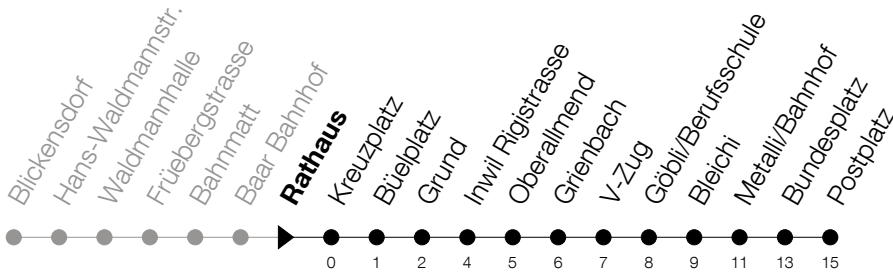 Blickensdorf
Hans-Waldmannstr.
Waldmannhalle
Früebergstrasse
Bahnmatt
Baar Bahnhof
Rathaus
Kreuzplatz
Büelplatz
Grund
Inwil Rigistrasse
Oberallmend
Grienbach
V-Zug
Göbli/Berufsschule
Bleichi
Metalli/Bahnhof
Bundesplatz
Postplatz
0 1 2 4 5 6 7 8 9 11 13 15